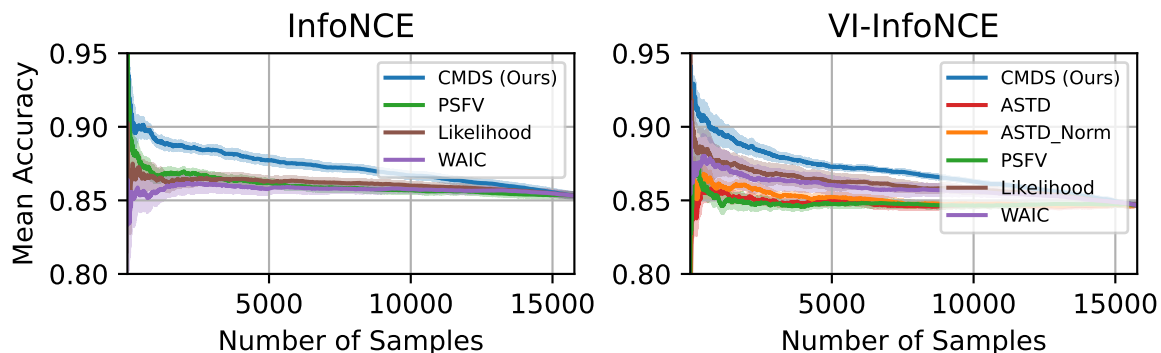 InfoNCE
Mean Accuracy
0.95
0.90
0.85
0.80
CMDS (Ours)
PSFV
Likelihood
WAIC
5000
10000
15000
Number of Samples
VI-InfoNCE
0.95
0.90
0.85
0.80
CMDS (Ours)
ASTD
ASTD_Norm
PSFV
Likelihood
WAIC
5000
10000
15000
Number of Samples